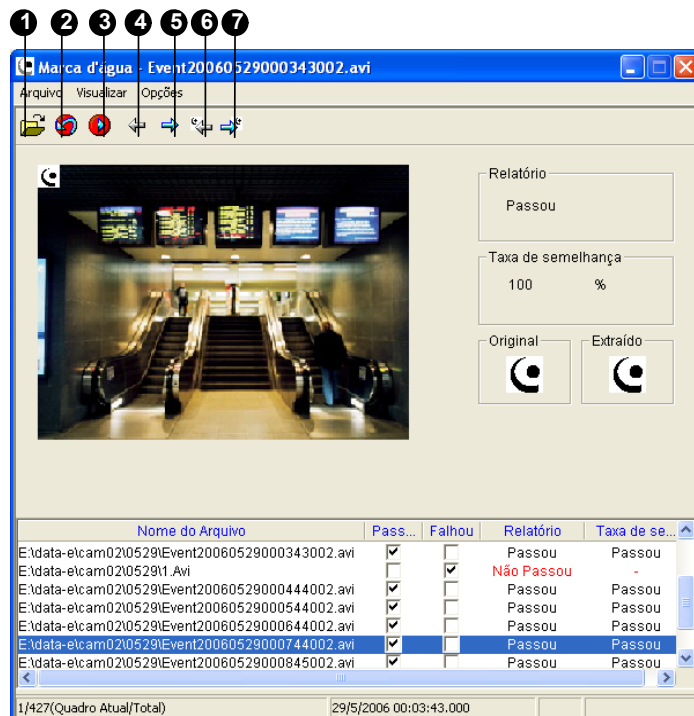 1 2 3 4 5 6 7
Marca d'água - Event20060529000343002.avi
Arquivo Visualizar Opções
Relatório
Passou
Taxa de semelhança
100 %
Original Extraído
Nome do Arquivo Pass... Falhou Relatório Taxa de se...
E:\data-e\cam02\0529\Event20060529000343002.avi Passou Passou
E:\data-e\cam02\0529\1.Avi Não Passou -
E:\data-e\cam02\0529\Event20060529000444002.avi Passou Passou
E:\data-e\cam02\0529\Event20060529000544002.avi Passou Passou
E:\data-e\cam02\0529\Event20060529000644002.avi Passou Passou
E:\data-e\cam02\0529\Event20060529000744002.avi Passou Passou
E:\data-e\cam02\0529\Event20060529000845002.avi Passou Passou
1/427(Quadro Atual/Total) 29/5/2006 00:03:43.000